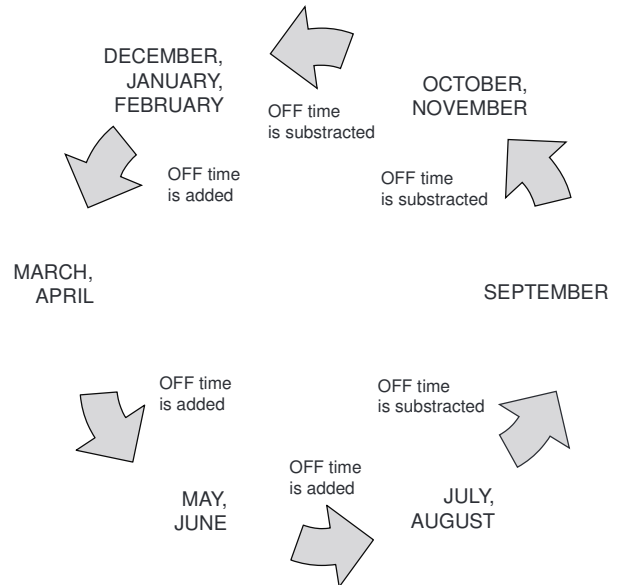 DECEMBER,
JANUARY,
FEBRUARY
OFF time
is substracted
OCTOBER,
NOVEMBER
OFF time
is added
OFF time
is substracted
MARCH,
APRIL
SEPTEMBER
OFF time
is added
OFF time
is substracted
OFF time
is added
MAY,
JUNE
JULY,
AUGUST